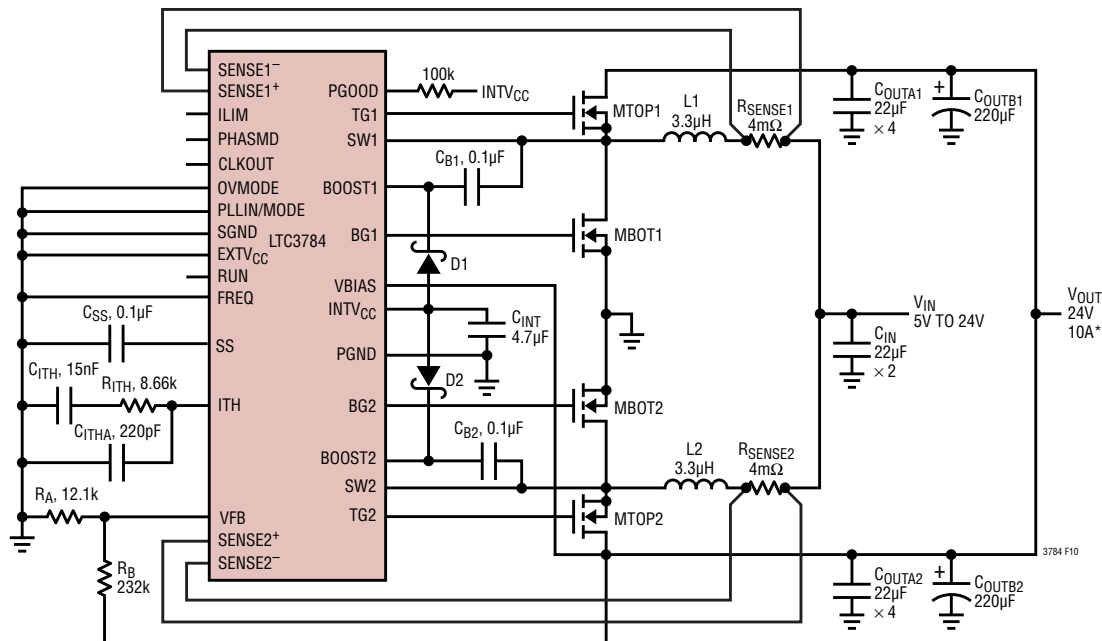 SENSE1–
SENSE1+
ILIM
PHASMD
CLKOUT
OVMODE
PLLIN/MODE
SGND
LTC3784
EXTVCC
RUN
FREQ
SS
ITH
VFB
SENSE2+
SENSE2–
PGOOD
TG1
SW1
BOOST1
BG1
VBIAS
INTVCC
PGND
BG2
BOOST2
SW2
TG2
100k
INTVCC
CB1, 0.1µF
D1
CINT
4.7µF
D2
CB2, 0.1µF
CSS, 0.1µF
CITH, 15nF
RITH, 8.66k
CITHA, 220pF
RA, 12.1k
RB
232k
MTOP1
MBOT1
MBOT2
MTOP2
L1
3.3µH
RSENSE1
4mΩ
L2
3.3µH
RSENSE2
4mΩ
COUTA1
22µF
× 4
+
COUTB1
220µF
VIN
5V TO 24V
CIN
22µF
× 2
VOUT
24V
10A*
3784 F10
COUTA2
22µF
× 4
+
COUTB2
220µF